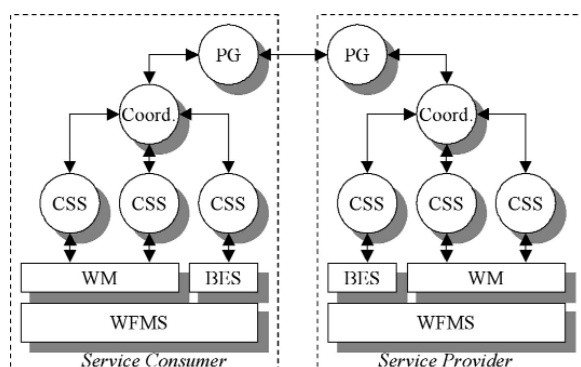 PG PG
Coord. Coord.
CSS CSS CSS CSS CSS CSS
WM BES BES WM
WFMS WFMS
Service Consumer Service Provider